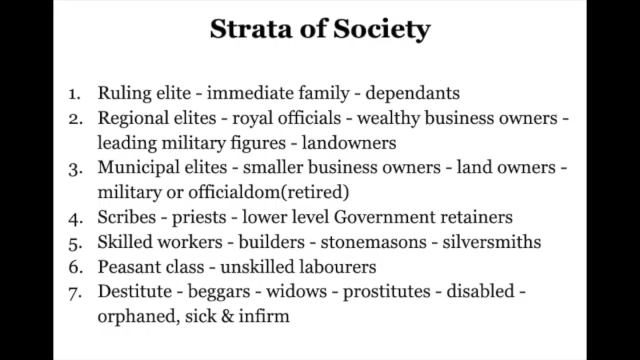 Strata of Society
1. Ruling elite - immediate family - dependants
2. Regional elites - royal officials - wealthy business owners -
leading military figures - landowners
3. Municipal elites - smaller business owners - land owners -
military or officialdom(retired)
4. Scribes - priests - lower level Government retainers
5. Skilled workers - builders - stonemasons - silversmiths
6. Peasant class - unskilled labourers
7. Destitute - beggars - widows - prostitutes - disabled -
orphaned, sick & infirm